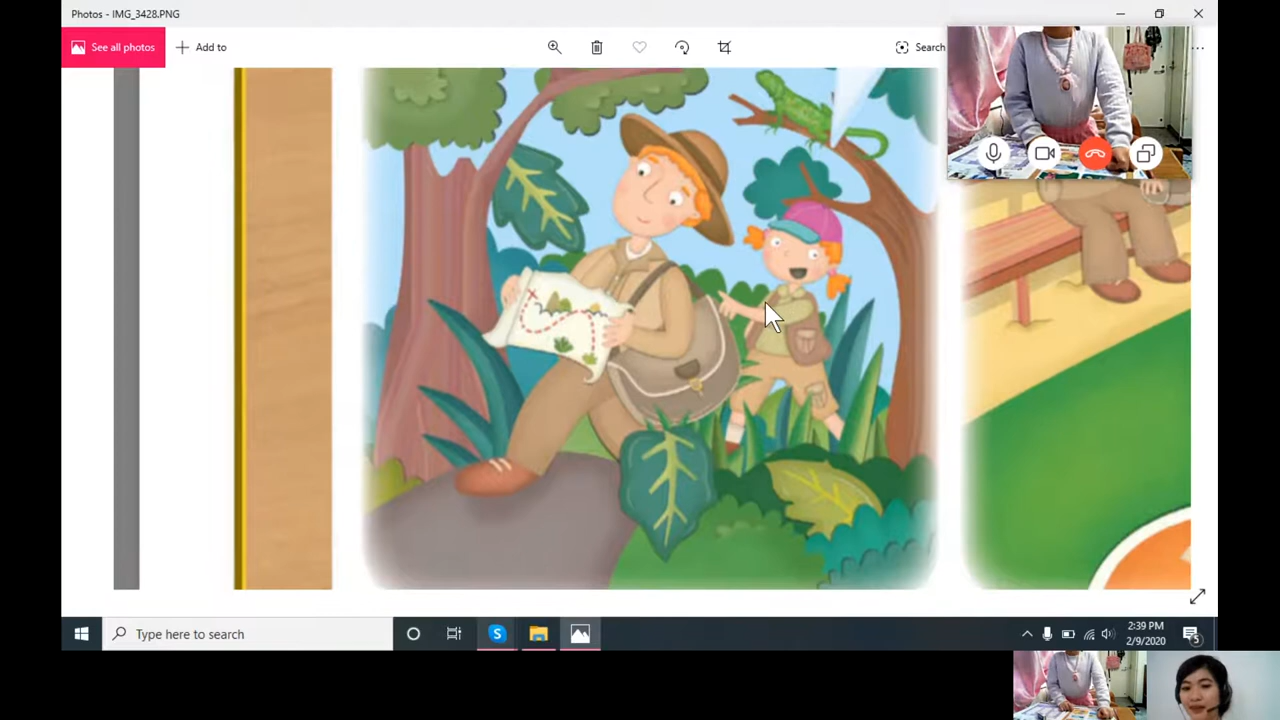 Photos - IMG_3428.PNG
See all photos
Add to
Search
Type here to search
2:39 PM
2/9/2020
5